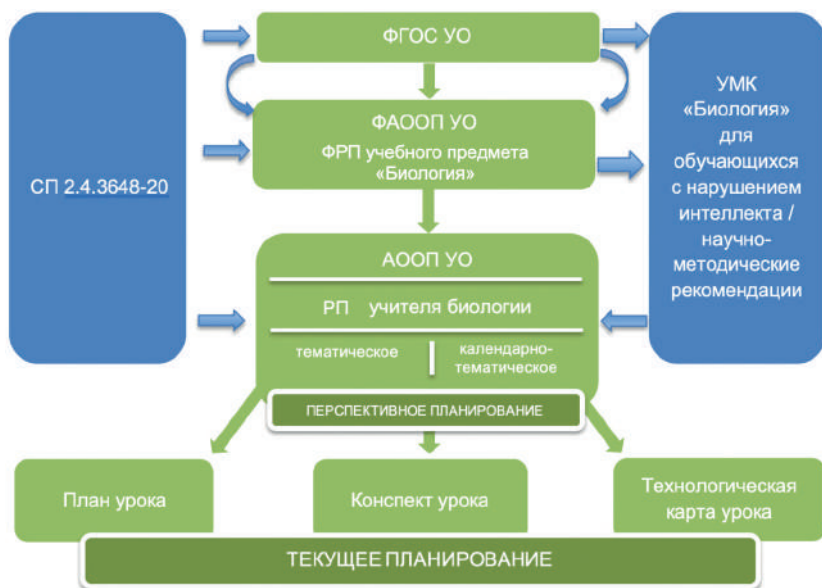 ФГОС УО
СП 2.4.3648-20
ФАООП УО
ФРП учебного предмета
«Биология»
УМК
«Биология»
для
обучающихся
с нарушением
интеллекта /
научно-
методические
рекомендации
АООП УО
РП учителя биологии
тематическое
календарно-
тематическое
ПЕРСПЕКТИВНОЕ ПЛАНИРОВАНИЕ
План урока
Конспект урока
Технологическая
карта урока
ТЕКУЩЕЕ ПЛАНИРОВАНИЕ